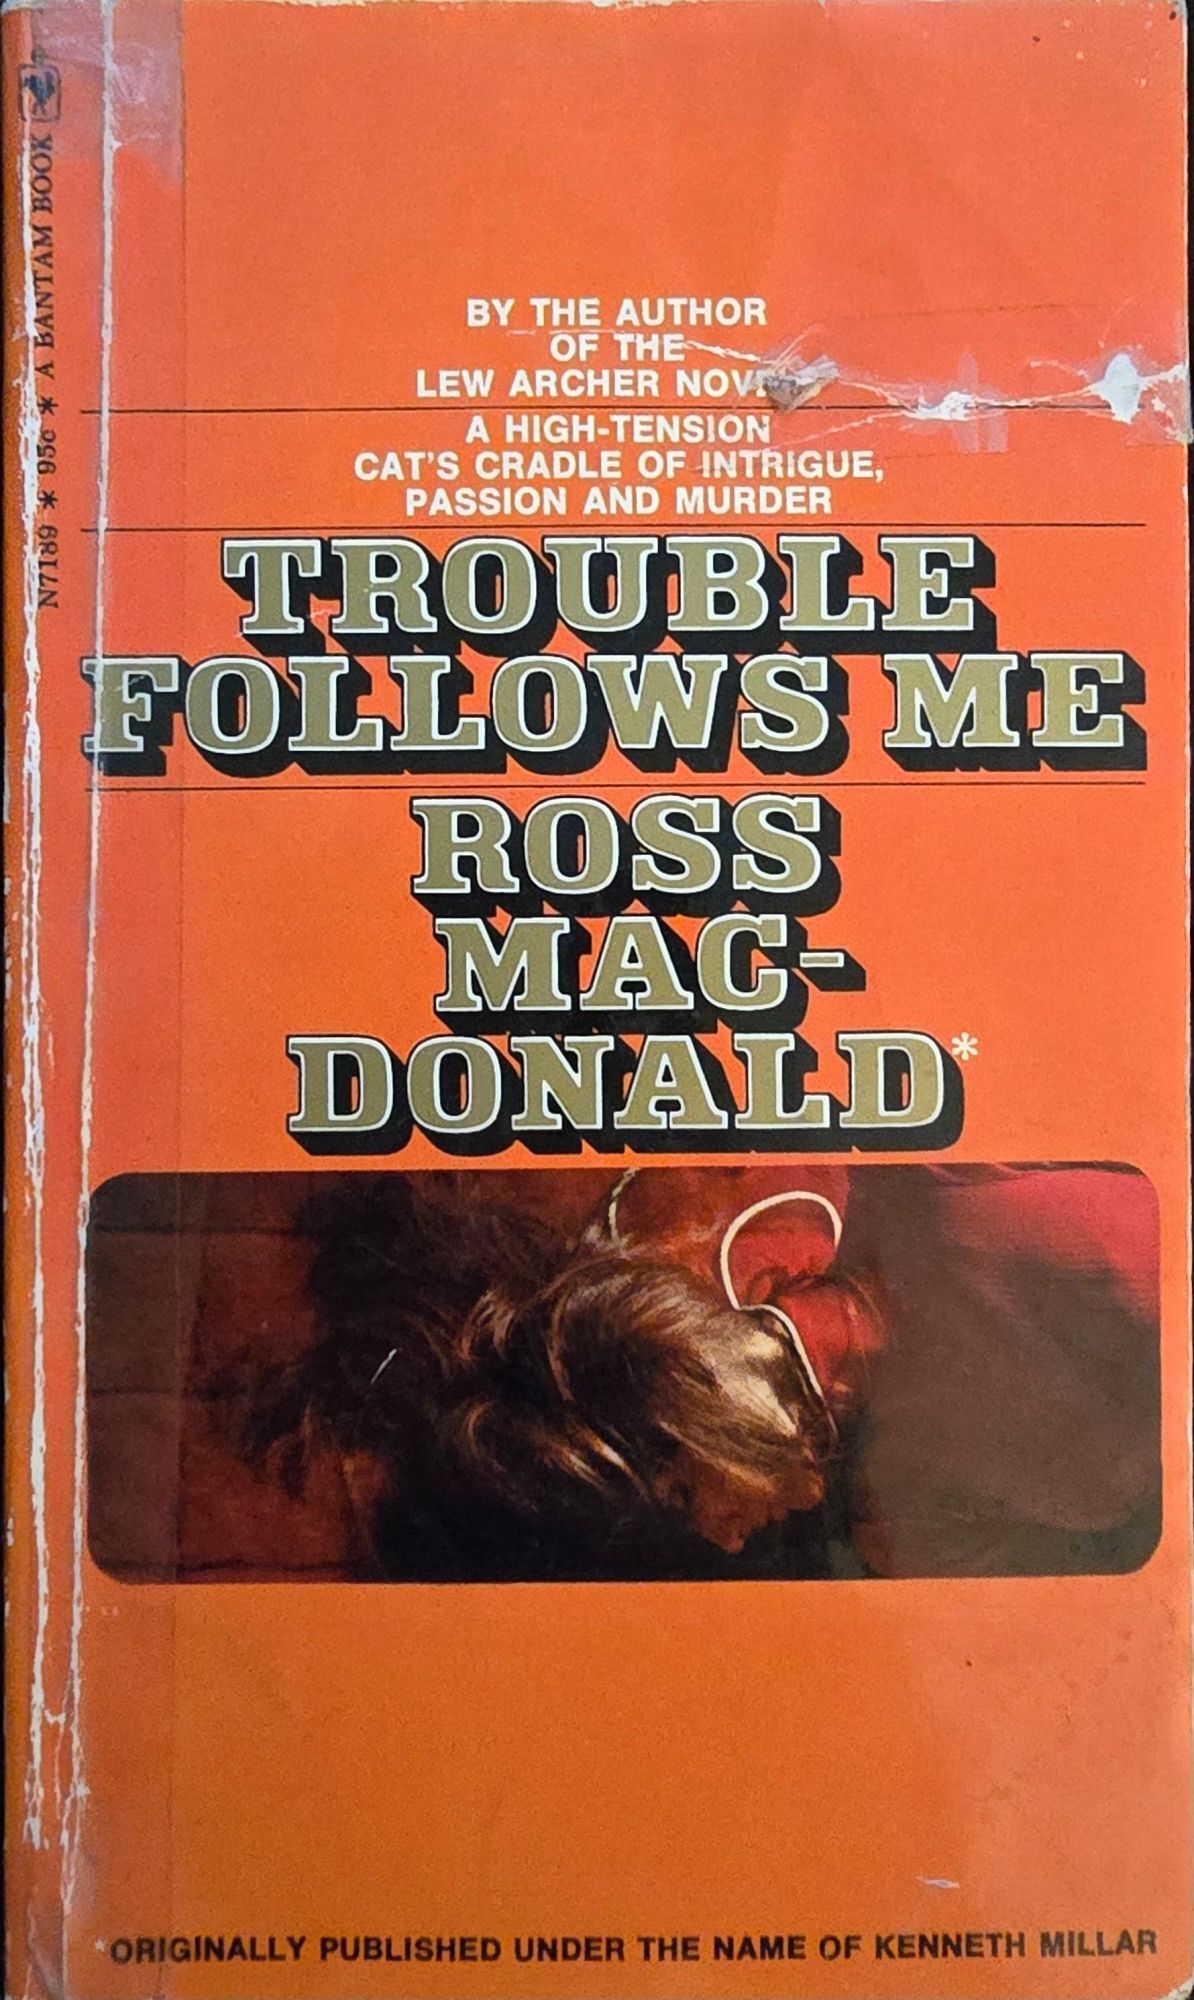 N7189 * 95¢ * A BANTAM BOOK
BY THE AUTHOR
OF THE
LEW ARCHER
A HIGH-TENSION
CAT'S CRADLE OF INTRIGUE,
PASSION AND MURDER
TROUBLE
FOLLOWS ME
ROSS
MAC-
DONALD*
*ORIGINALLY PUBLISHED UNDER THE NAME OF KENNETH MILLAR